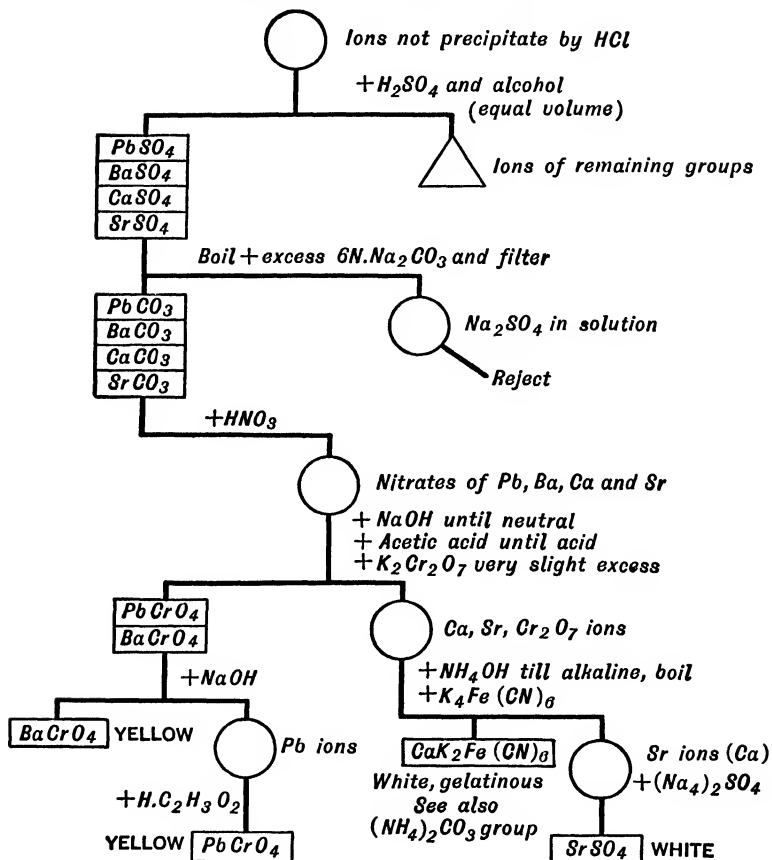 Ions not precipitate by HCl
+H₂SO₄ and alcohol
(equal volume)
PbSO₄
BaSO₄
CaSO₄
SrSO₄
Ions of remaining groups
Boil + excess 6N.Na₂CO₃ and filter
PbCO₃
BaCO₃
CaCO₃
SrCO₃
Na₂SO₄ in solution
Reject
+HNO₃
Nitrates of Pb, Ba, Ca and Sr
+ NaOH until neutral
+ Acetic acid until acid
+K₂Cr₂O₇ very slight excess
PbCrO₄
BaCrO₄
Ca, Sr, Cr₂O₇ ions
+NaOH
+NH₄OH till alkaline, boil
+K₄Fe(CN)₆
BaCrO₄ YELLOW
Pb ions
CaK₂Fe(CN)₆
White, gelatinous
See also
(NH₄)₂CO₃ group
Sr ions (Ca)
+(Na₄)₂SO₄
+H.C₂H₃O₂
YELLOW PbCrO₄
SrSO₄ WHITE